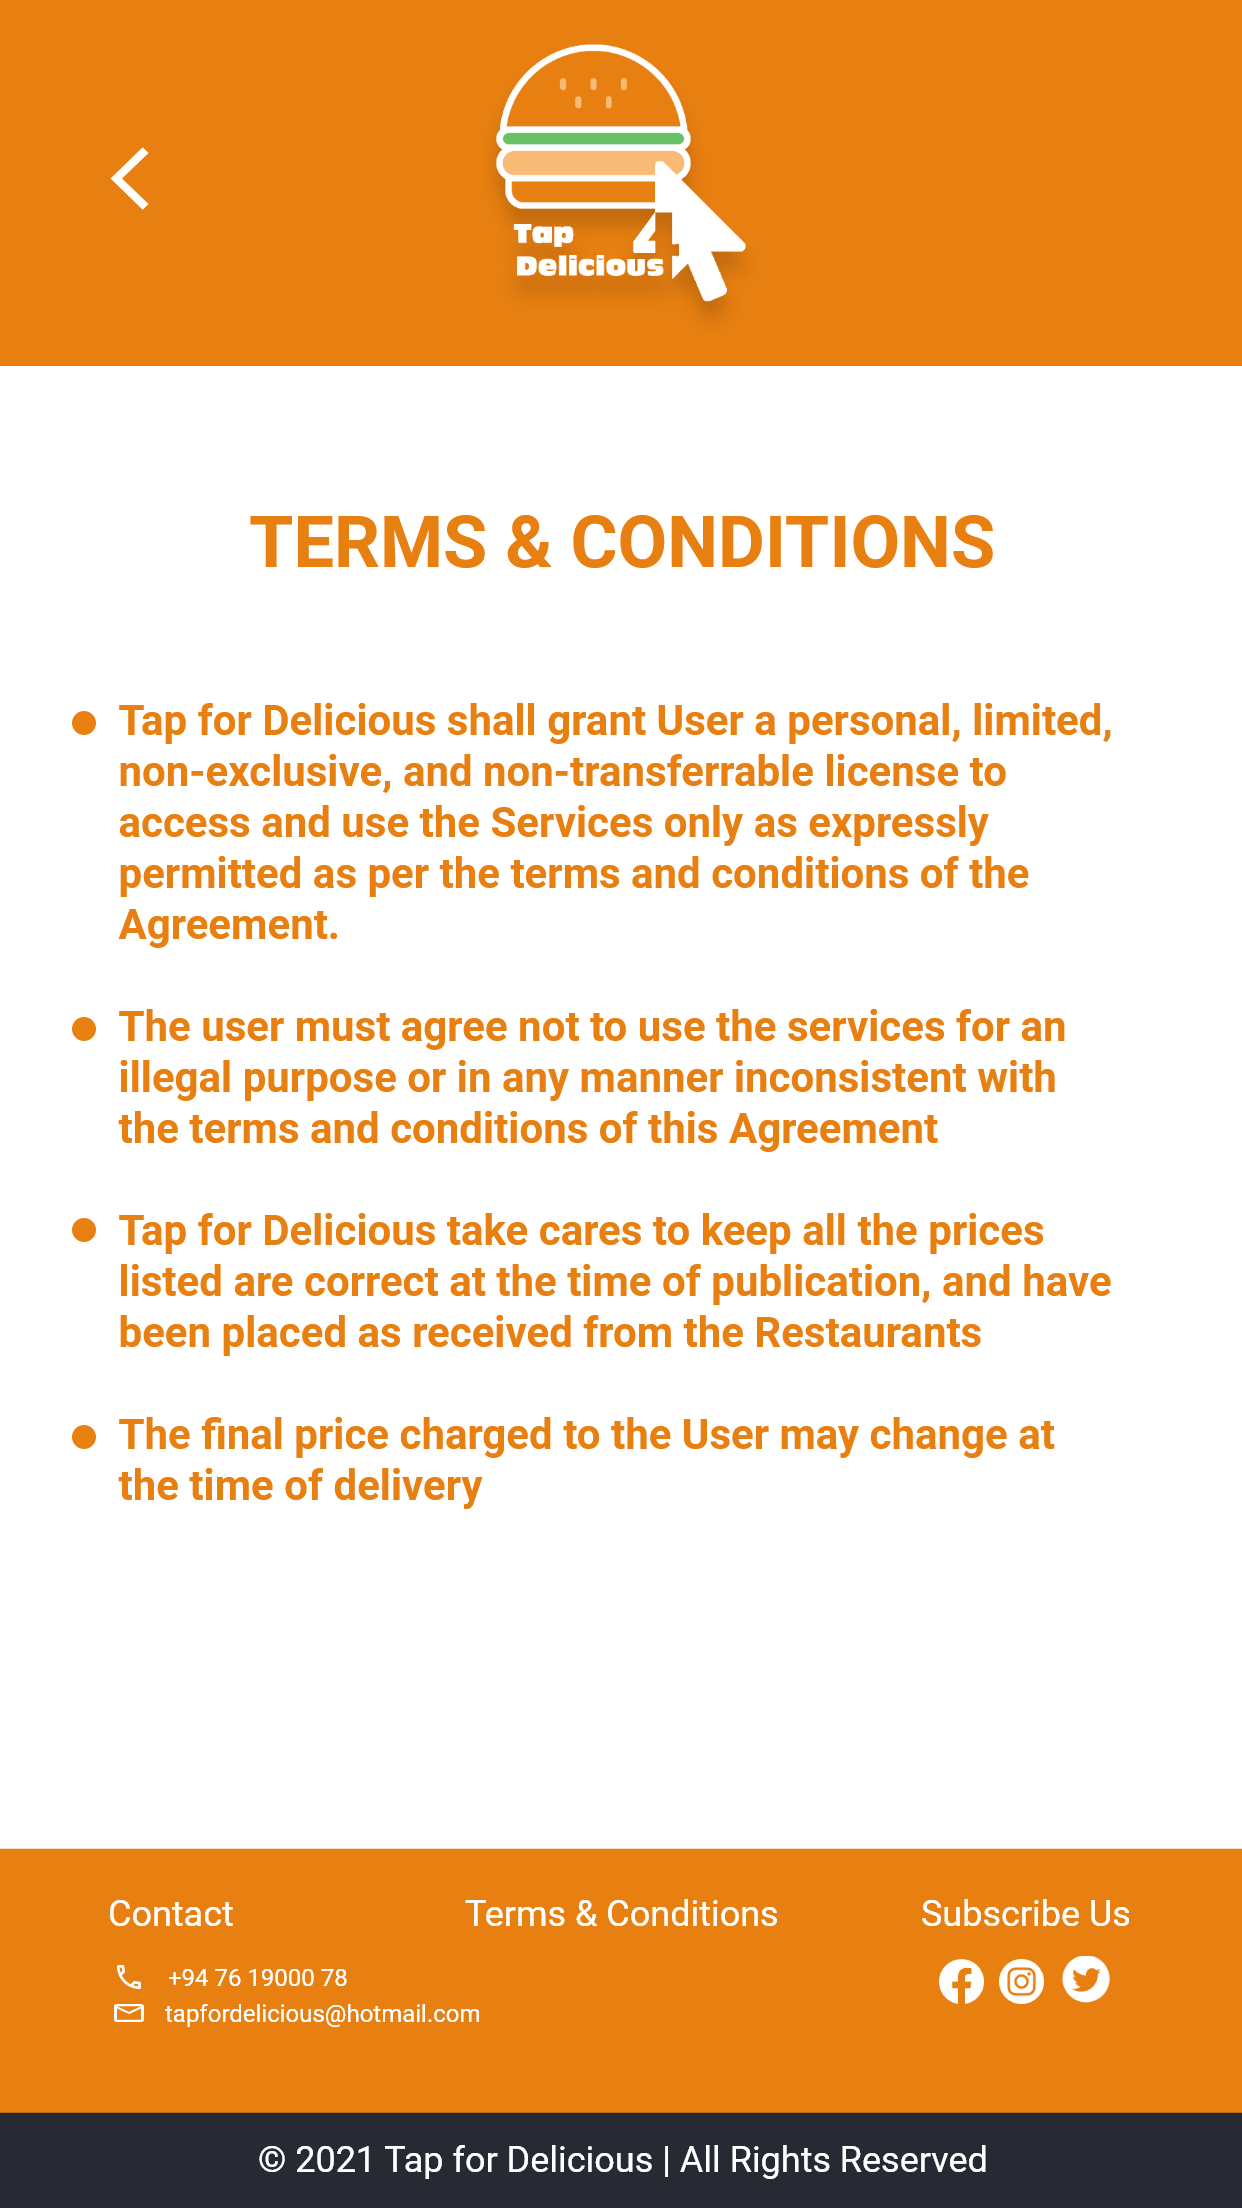 Tap 4
Delicious
TERMS & CONDITIONS
Tap for Delicious shall grant User a personal, limited,
non-exclusive, and non-transferrable license to
access and use the Services only as expressly
permitted as per the terms and conditions of the
Agreement.
The user must agree not to use the services for an
illegal purpose or in any manner inconsistent with
the terms and conditions of this Agreement
Tap for Delicious take cares to keep all the prices
listed are correct at the time of publication, and have
been placed as received from the Restaurants
The final price charged to the User may change at
the time of delivery
Contact
+94 76 19000 78
tapfordelicious@hotmail.com
Terms & Conditions
Subscribe Us
© 2021 Tap for Delicious | All Rights Reserved